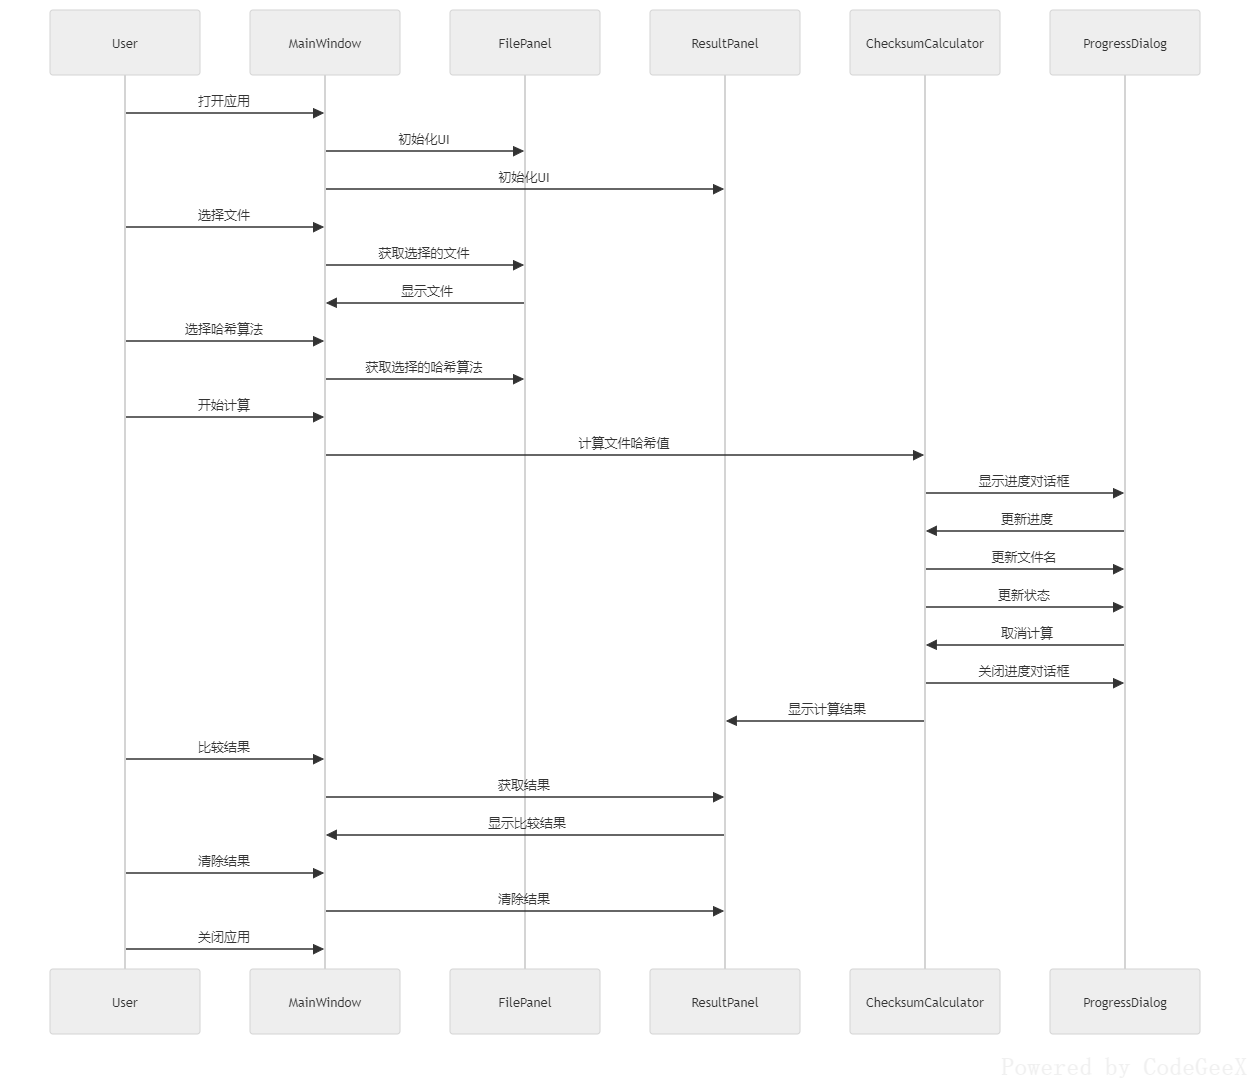 User
MainWindow
FilePanel
ResultPanel
ChecksumCalculator
ProgressDialog
打开应用
初始化UI
初始化UI
选择文件
获取选择的文件
显示文件
选择哈希算法
获取选择的哈希算法
开始计算
计算文件哈希值
显示进度对话框
更新进度
更新文件名
更新状态
取消计算
关闭进度对话框
显示计算结果
比较结果
获取结果
显示比较结果
清除结果
清除结果
关闭应用
User
MainWindow
FilePanel
ResultPanel
ChecksumCalculator
ProgressDialog
Powered by CodeGeeX